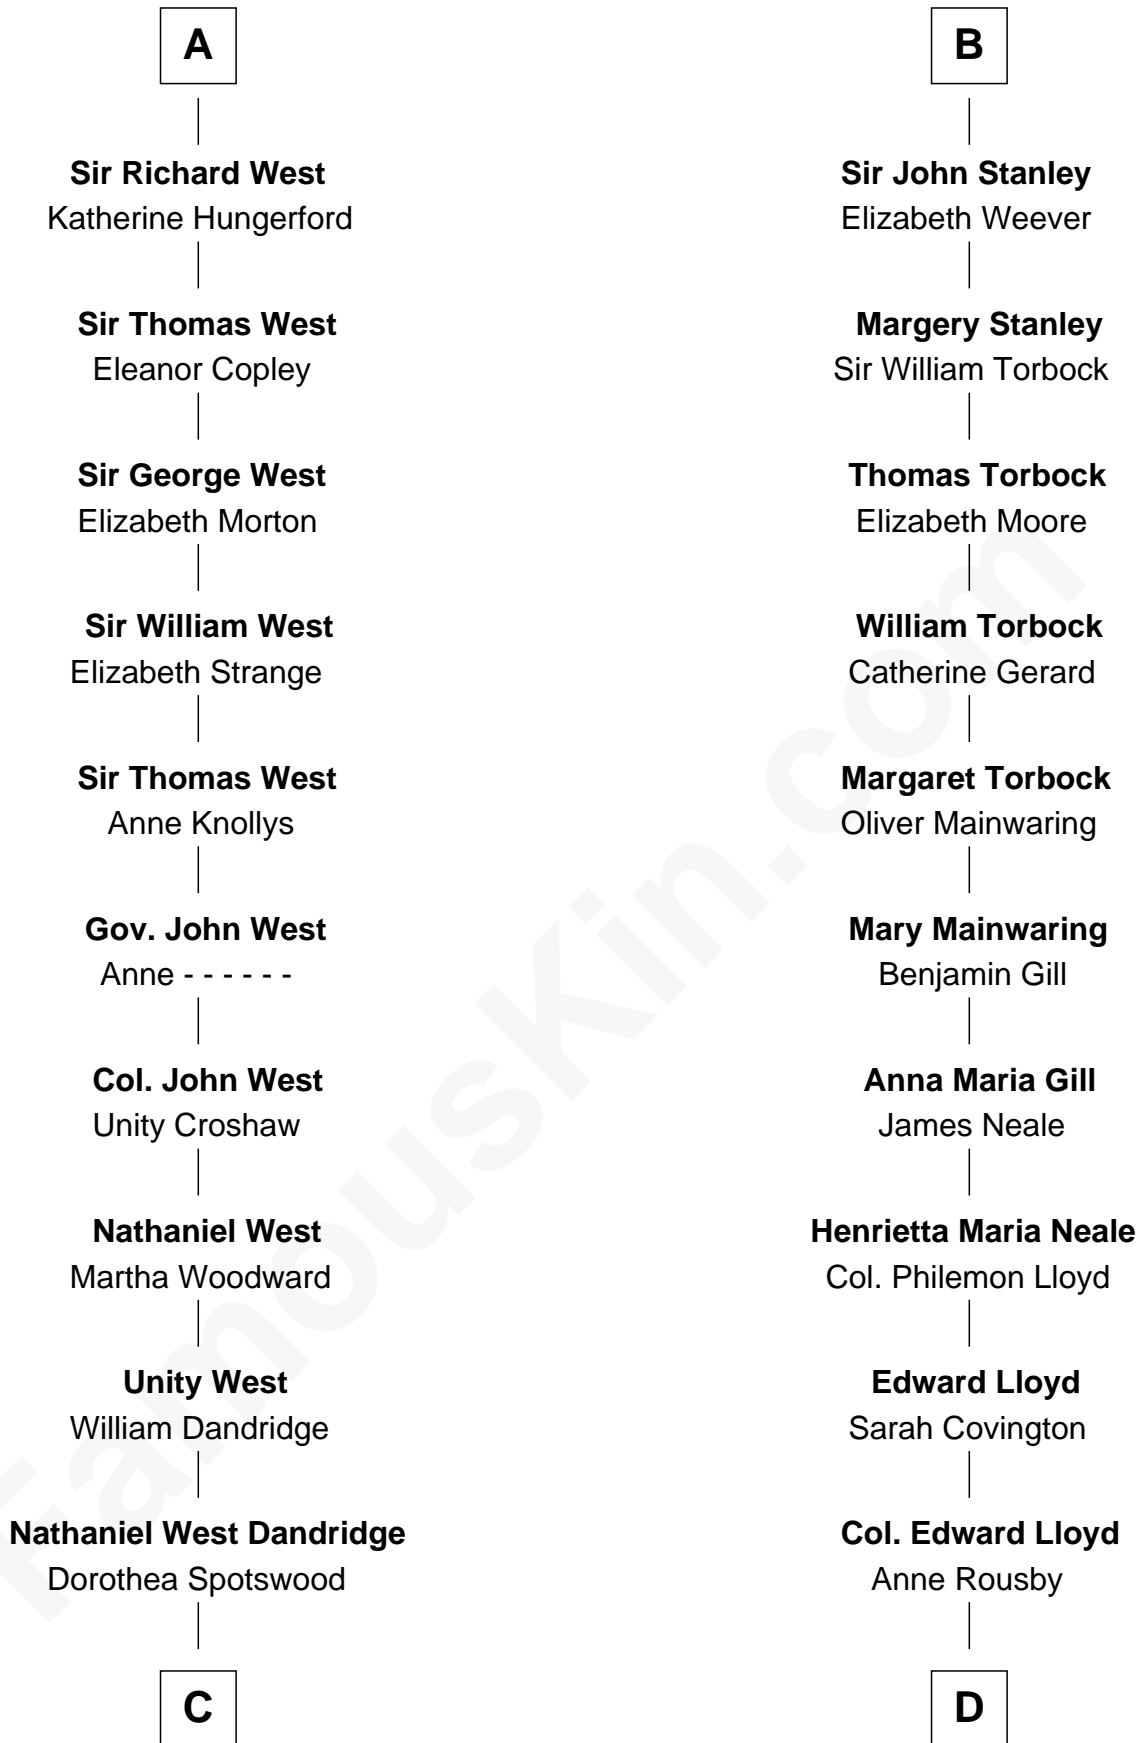 A
Sir Richard West
Katherine Hungerford
Sir Thomas West
Eleanor Copley
Sir George West
Elizabeth Morton
Sir William West
Elizabeth Strange
Sir Thomas West
Anne Knollys
Gov. John West
Anne - - - - - -
Col. John West
Unity Croshaw
Nathaniel West
Martha Woodward
Unity West
William Dandridge
Nathaniel West Dandridge
Dorothea Spotswood
C
B
Sir John Stanley
Elizabeth Weever
Margery Stanley
Sir William Torbock
Thomas Torbock
Elizabeth Moore
William Torbock
Catherine Gerard
Margaret Torbock
Oliver Mainwaring
Mary Mainwaring
Benjamin Gill
Anna Maria Gill
James Neale
Henrietta Maria Neale
Col. Philemon Lloyd
Edward Lloyd
Sarah Covington
Col. Edward Lloyd
Anne Rousby
D
FamousKin.com